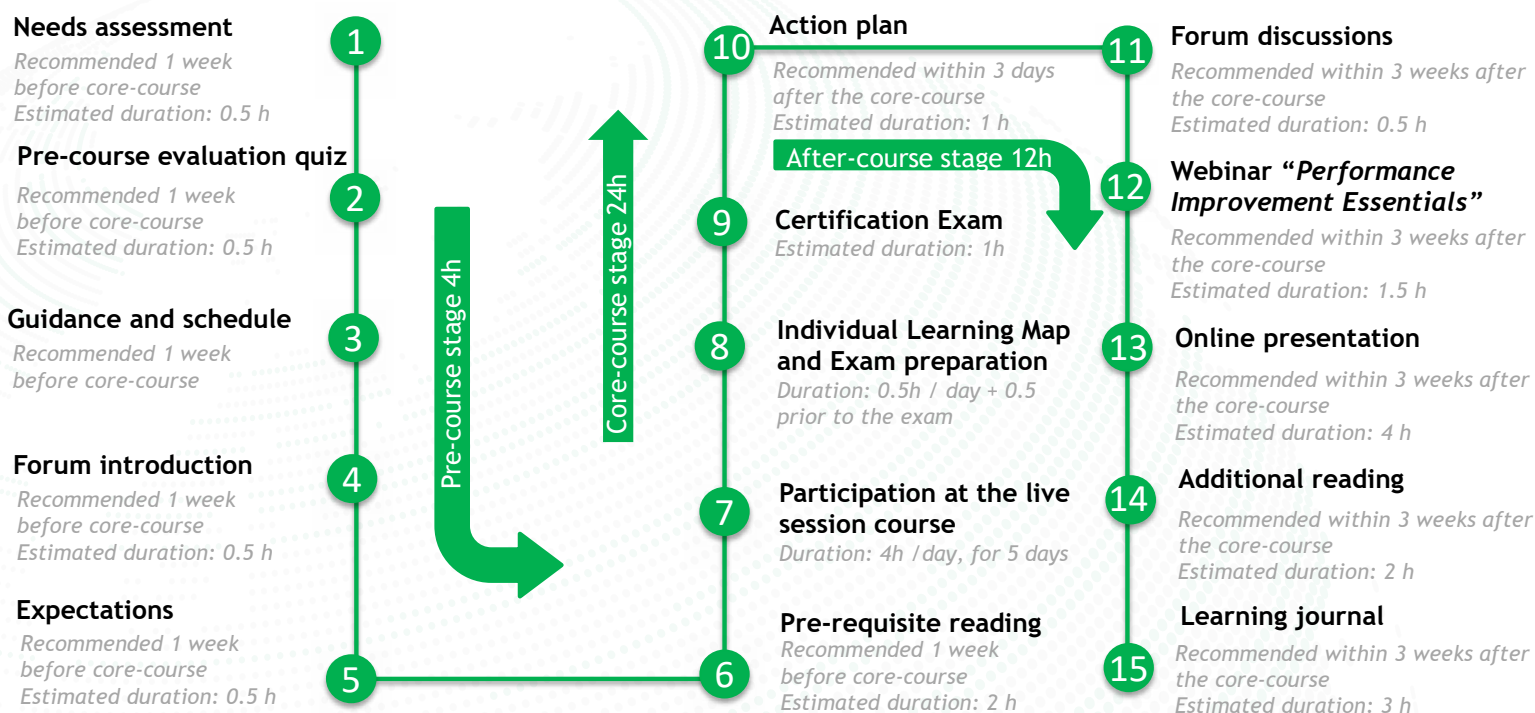 1
Needs assessment
Recommended 1 week
before core-course
Estimated duration: 0.5 h
2
Pre-course evaluation quiz
Recommended 1 week
before core-course
Estimated duration: 0.5 h
3
Guidance and schedule
Recommended 1 week
before core-course
4
Forum introduction
Recommended 1 week
before core-course
Estimated duration: 0.5 h
5
Expectations
Recommended 1 week
before core-course
Estimated duration: 0.5 h
Pre-course stage 4h
Core-course stage 24h
6
Pre-requisite reading
Recommended 1 week
before core-course
Estimated duration: 2 h
7
Participation at the live
session course
Duration: 4h /day, for 5 days
8
Individual Learning Map
and Exam preparation
Duration: 0.5h / day + 0.5
prior to the exam
9
Certification Exam
Estimated duration: 1h
10
Action plan
Recommended within 3 days
after the core-course
Estimated duration: 1 h
After-course stage 12h
11
Forum discussions
Recommended within 3 weeks after
the core-course
Estimated duration: 0.5 h
12
Webinar “Performance
Improvement Essentials”
Recommended within 3 weeks after
the core-course
Estimated duration: 1.5 h
13
Online presentation
Recommended within 3 weeks after
the core-course
Estimated duration: 4 h
14
Additional reading
Recommended within 3 weeks after
the core-course
Estimated duration: 2 h
15
Learning journal
Recommended within 3 weeks after
the core-course
Estimated duration: 3 h